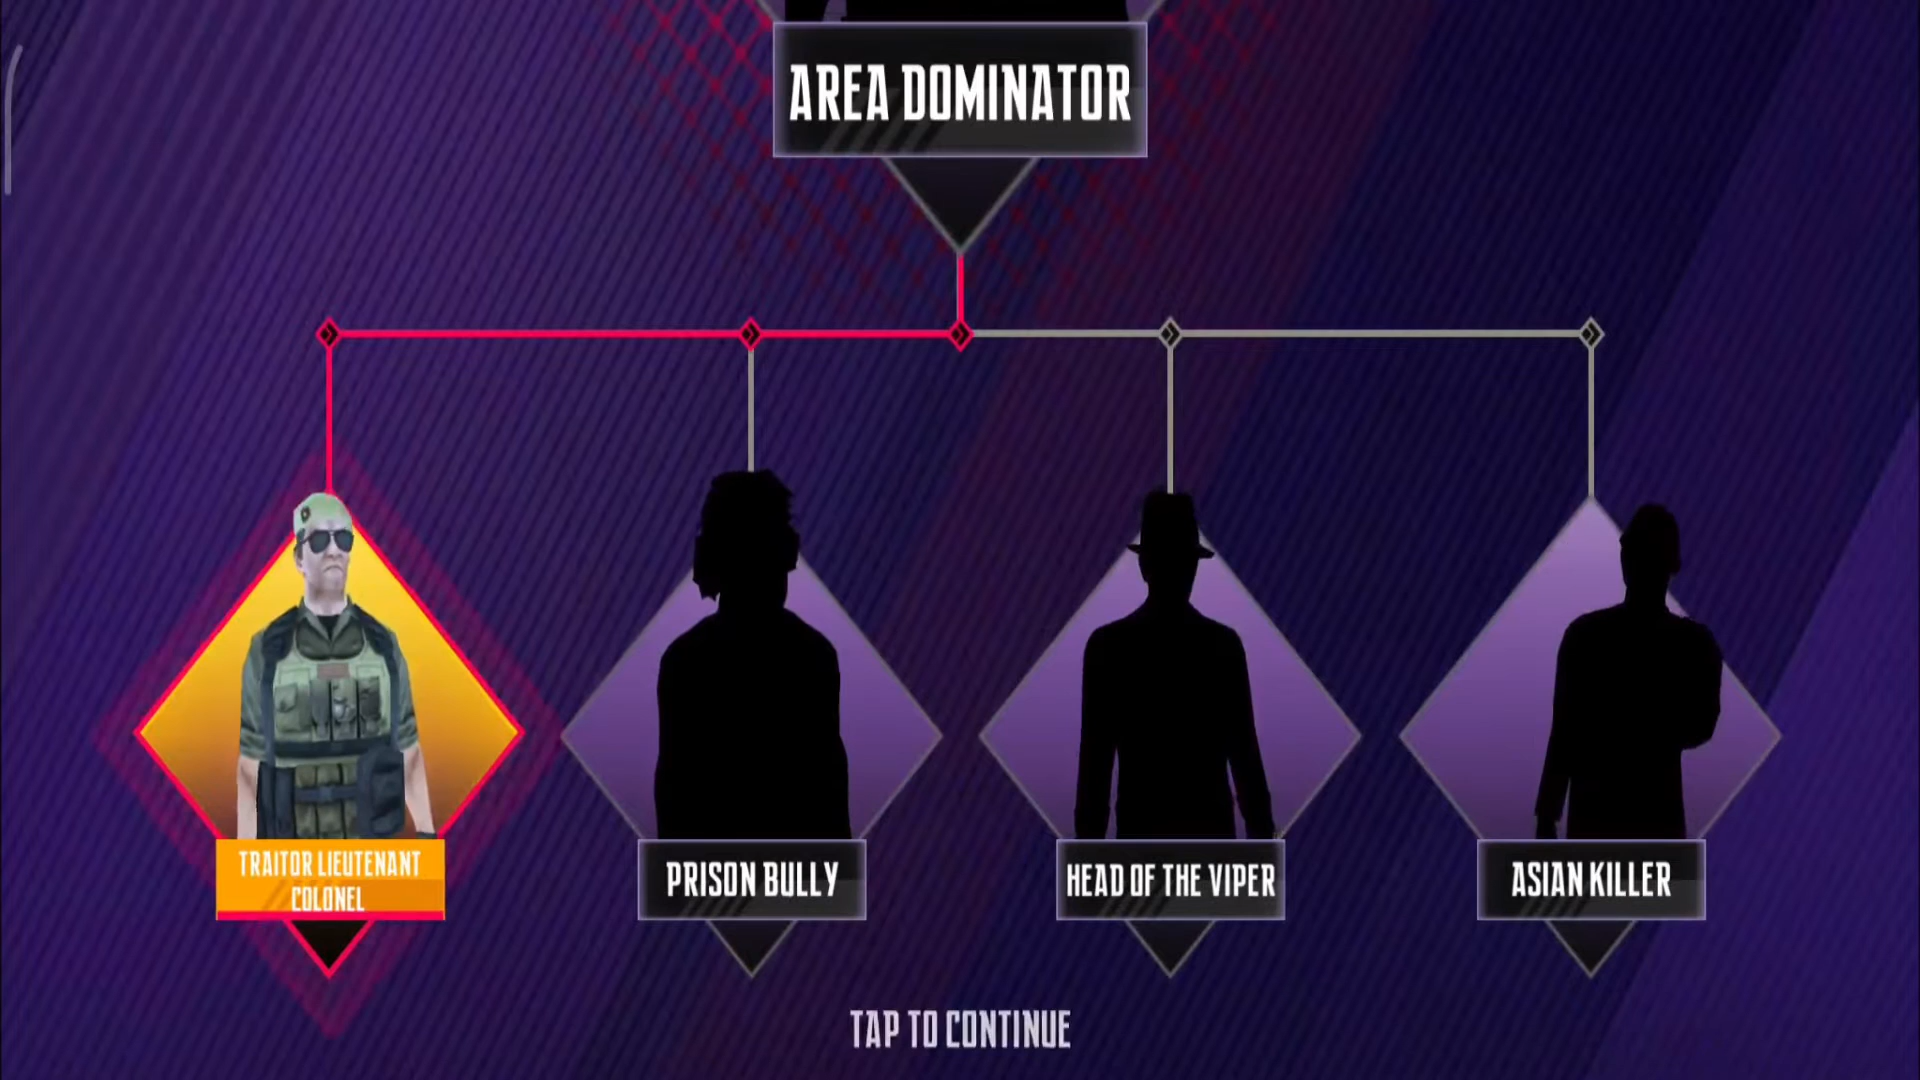 AREA DOMINATOR
TRAITOR LIEUTENANT
COLONEL
PRISON BULLY
HEAD OF THE VIPER
ASIAN KILLER
TAP TO CONTINUE